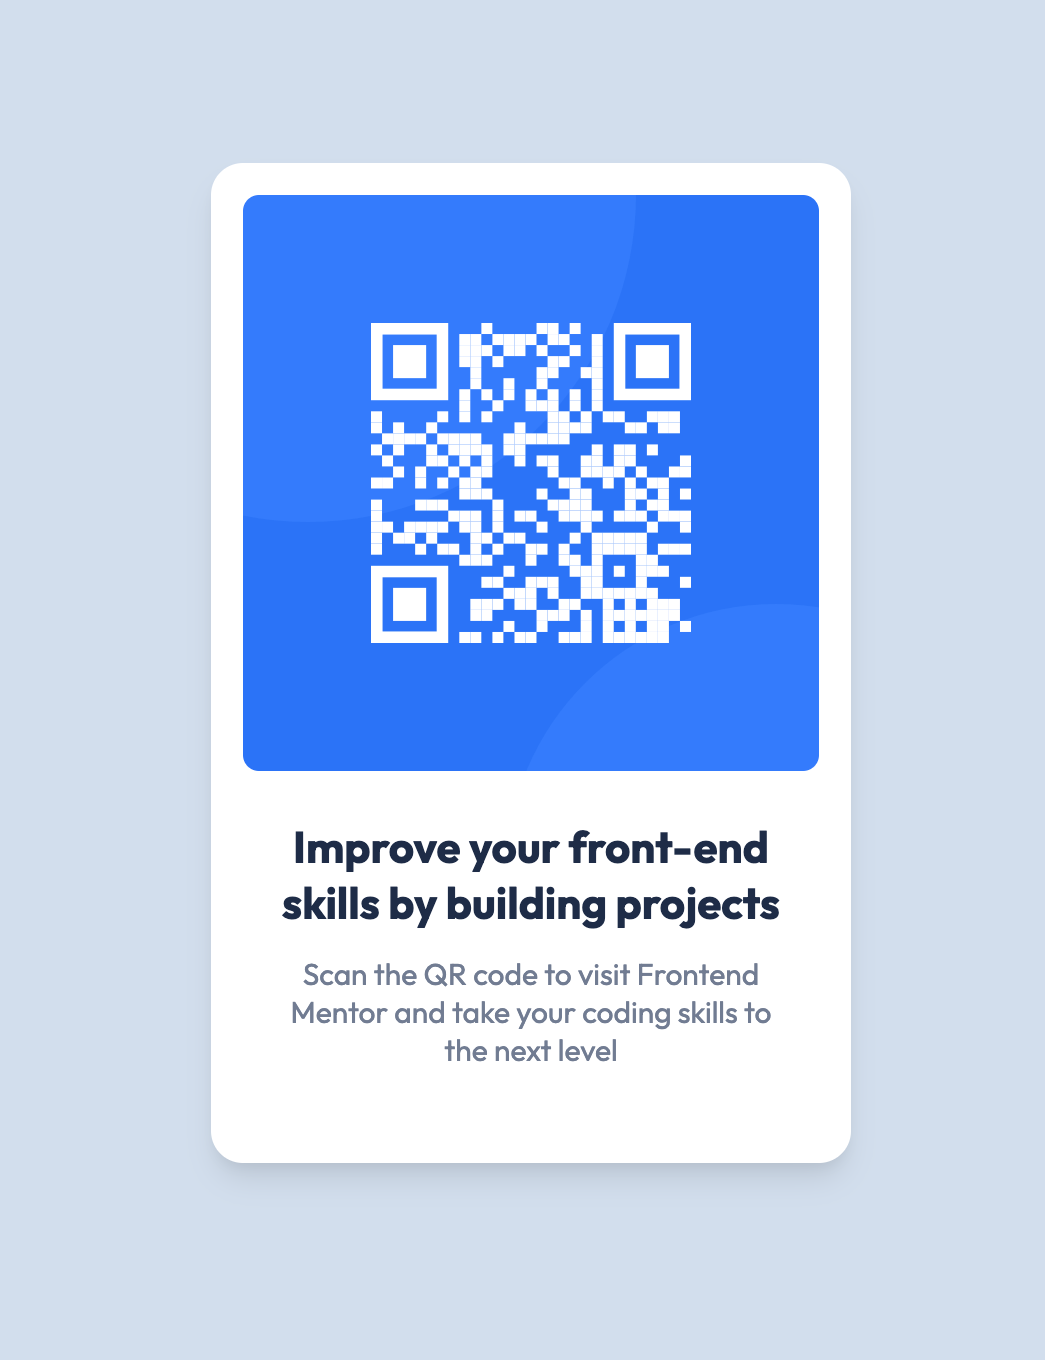 Improve your front-end
skills by building projects
Scan the QR code to visit Frontend
Mentor and take your coding skills to
the next level